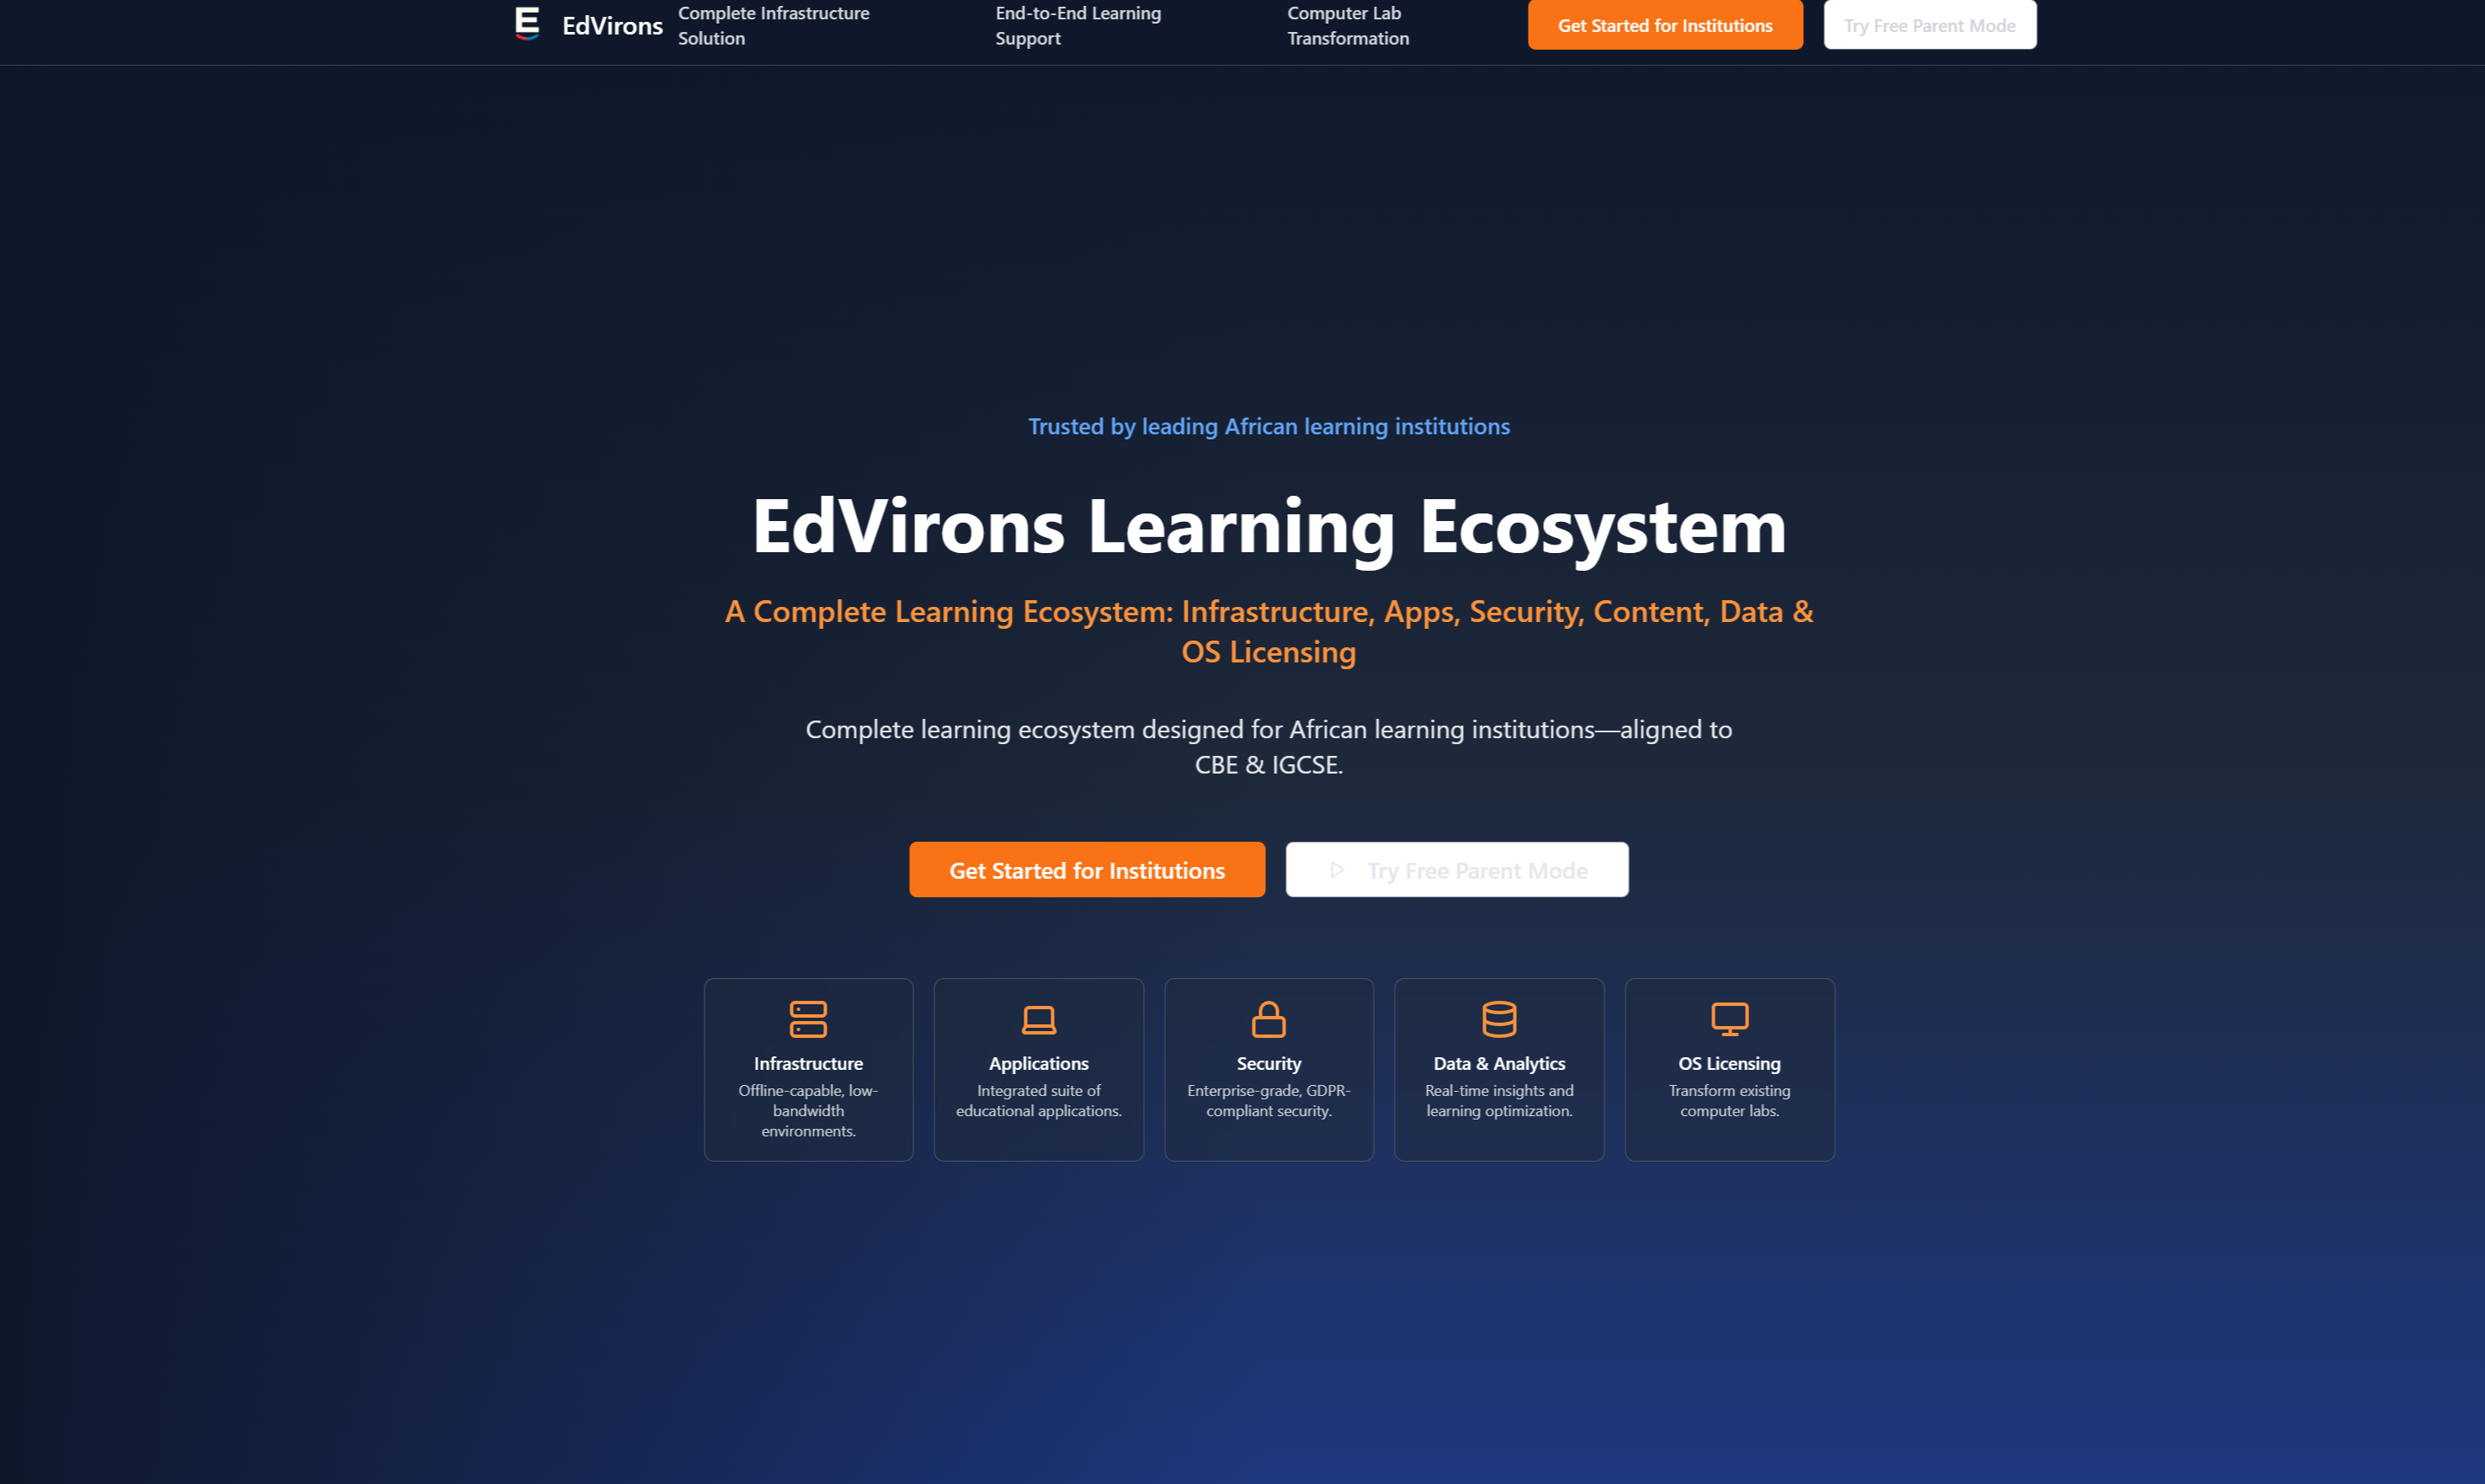 E EdVirons
Complete Infrastructure
Solution
End-to-End Learning
Support
Computer Lab
Transformation
Get Started for Institutions
Try Free Parent Mode
Trusted by leading African learning institutions
EdVirons Learning Ecosystem
A Complete Learning Ecosystem: Infrastructure, Apps, Security, Content, Data &
OS Licensing
Complete learning ecosystem designed for African learning institutions—aligned to
CBE & IGCSE.
Get Started for Institutions
Try Free Parent Mode
Infrastructure
Offline-capable, low-
bandwidth
environments.
Applications
Integrated suite of
educational applications.
Security
Enterprise-grade, GDPR-
compliant security.
Data & Analytics
Real-time insights and
learning optimization.
OS Licensing
Transform existing
computer labs.